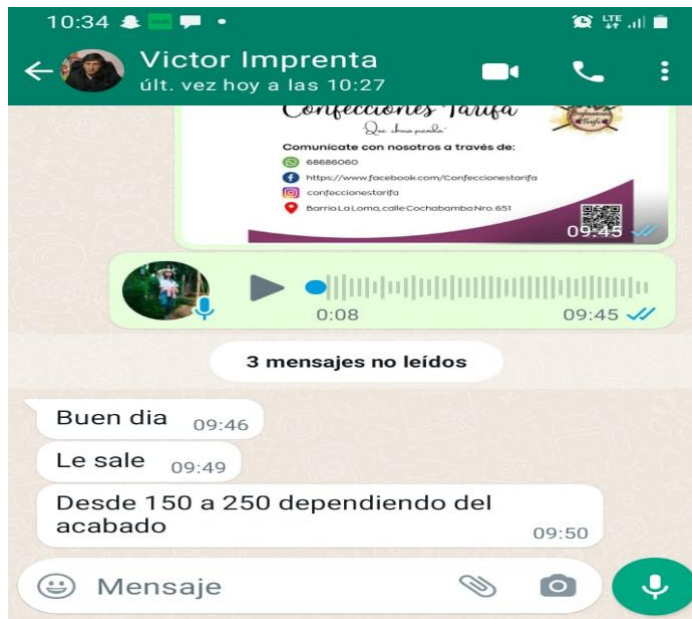 10:34
LTE
Victor Imprenta
últ. vez hoy a las 10:27
Confecciones Tarifa
Comunícate con nosotros a través de:
68686060
https://www.facebook.com/Confeccionestarifa
confeccionestarifa
Barrio La Loma, calle Cochabamba Nro. 651
09:45
0:08
09:45
3 mensajes no leídos
Buen dia
09:46
Le sale
09:49
Desde 150 a 250 dependiendo del
acabado
09:50
Mensaje